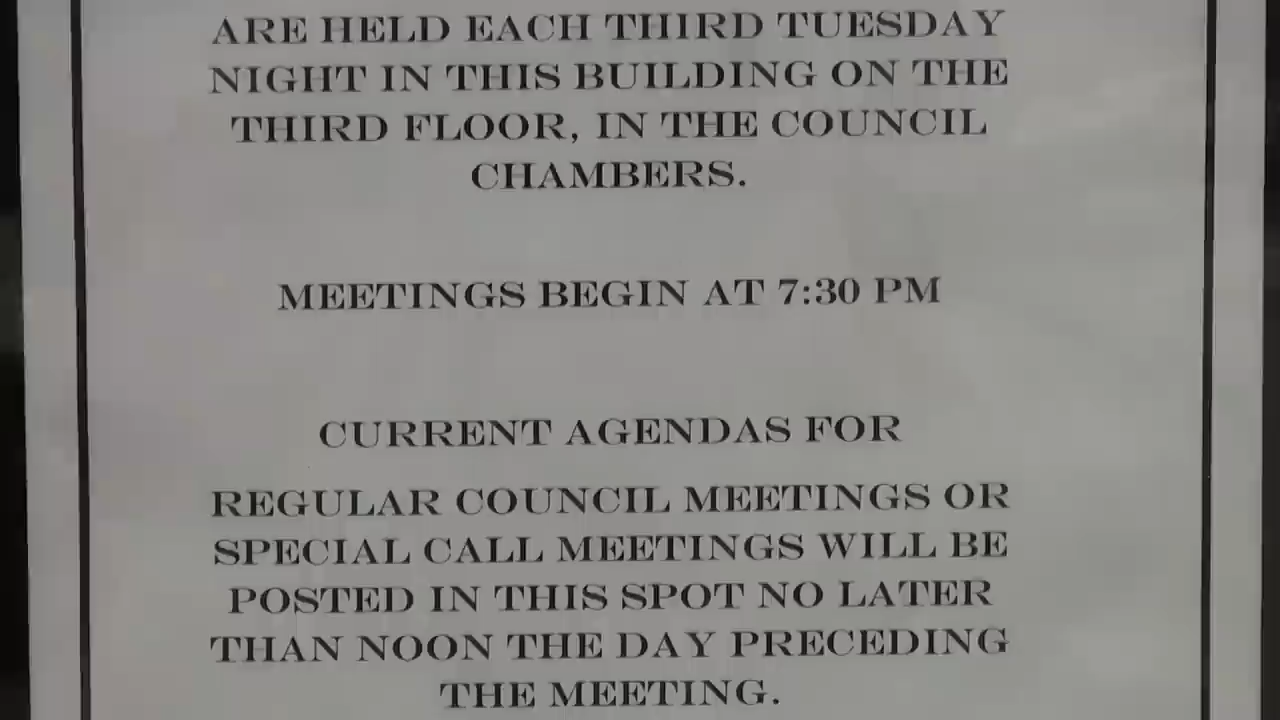 ARE HELD EACH THIRD TUESDAY
NIGHT IN THIS BUILDING ON THE
THIRD FLOOR, IN THE COUNCIL
CHAMBERS.
MEETINGS BEGIN AT 7:30 PM
CURRENT AGENDAS FOR
REGULAR COUNCIL MEETINGS OR
SPECIAL CALL MEETINGS WILL BE
POSTED IN THIS SPOT NO LATER
THAN NOON THE DAY PRECEDING
THE MEETING.